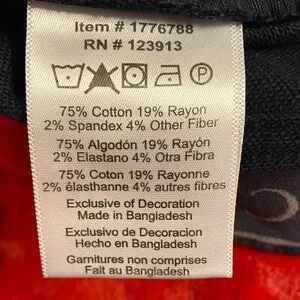 Item # 1776788
RN # 123913
75% Cotton 19% Rayon
2% Spandex 4% Other Fiber
75% Algodón 19% Rayón
2% Elastano 4% Otra Fibra
75% Coton 19% Rayonne
2% élasthanne 4% autres fibres
Exclusive of Decoration
Made in Bangladesh
Exclusivo de Decoracion
Hecho en Bangladesh
Garnitures non comprises
Fait au Bangladesh